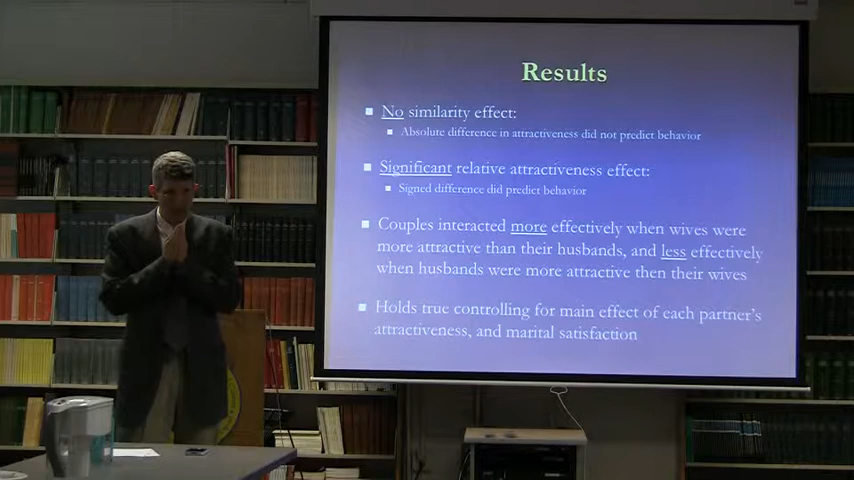 Results
No similarity effect:
Absolute difference in attractiveness did not predict behavior
Significant relative attractiveness effect:
Signed difference did predict behavior
Couples interacted more effectively when wives were
more attractive than their husbands, and less effectively
when husbands were more attractive then their wives
Holds true controlling for main effect of each partner's
attractiveness, and marital satisfaction